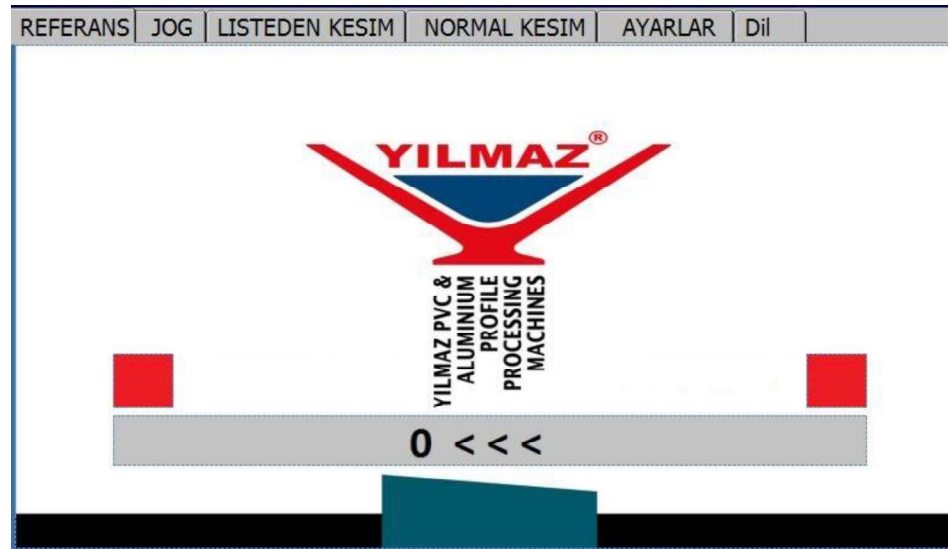 REFERANS JOG LISTEDEN KESIM NORMAL KESIM AYARLAR Dil
YILMAZ®
YILMAZ PVC &
ALUMINIUM
PROFILE
PROCESSING
MACHINES
0 < < <